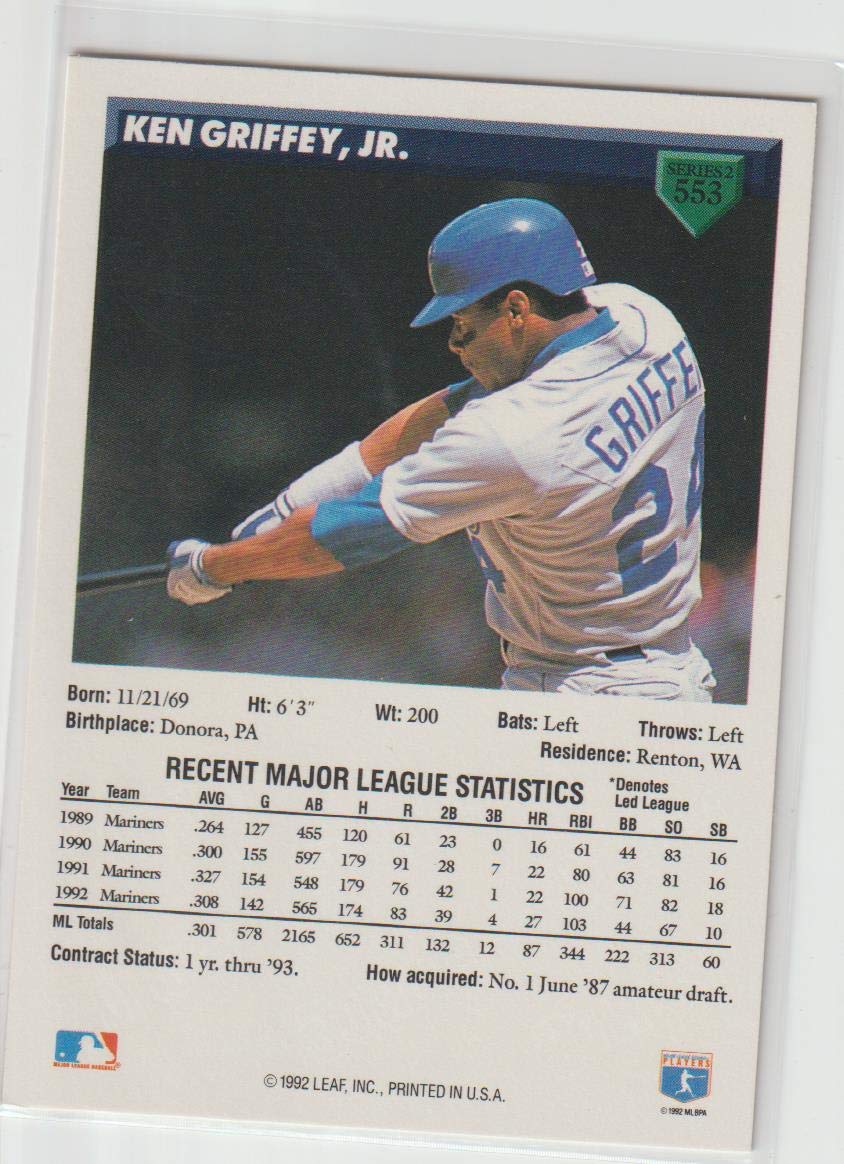 KEN GRIFFEY, JR.
SERIES 2
553
GRIFFE
24
4
Born: 11/21/69 Ht: 6'3" Wt: 200 Bats: Left Throws: Left
Birthplace: Donora, PA Residence: Renton, WA
RECENT MAJOR LEAGUE STATISTICS
*Denotes
Led League
Year Team AVG G AB H R 2B 3B HR RBI BB SO SB
1989 Mariners .264 127 455 120 61 23 0 16 61 44 83 16
1990 Mariners .300 155 597 179 91 28 7 22 80 63 81 16
1991 Mariners .327 154 548 179 76 42 1 22 100 71 82 18
1992 Mariners .308 142 565 174 83 39 4 27 103 44 67 10
ML Totals .301 578 2165 652 311 132 12 87 344 222 313 60
Contract Status: 1 yr. thru '93. How acquired: No. 1 June '87 amateur draft.
MAJOR LEAGUE BASEBALL®
©1992 LEAF, INC., PRINTED IN U.S.A.
PLAYERS
©1992 MLBPA